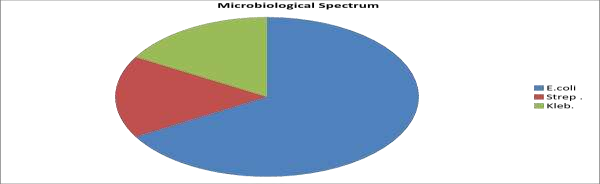 Microbiological Spectrum
E.coli
Strep .
Kleb.